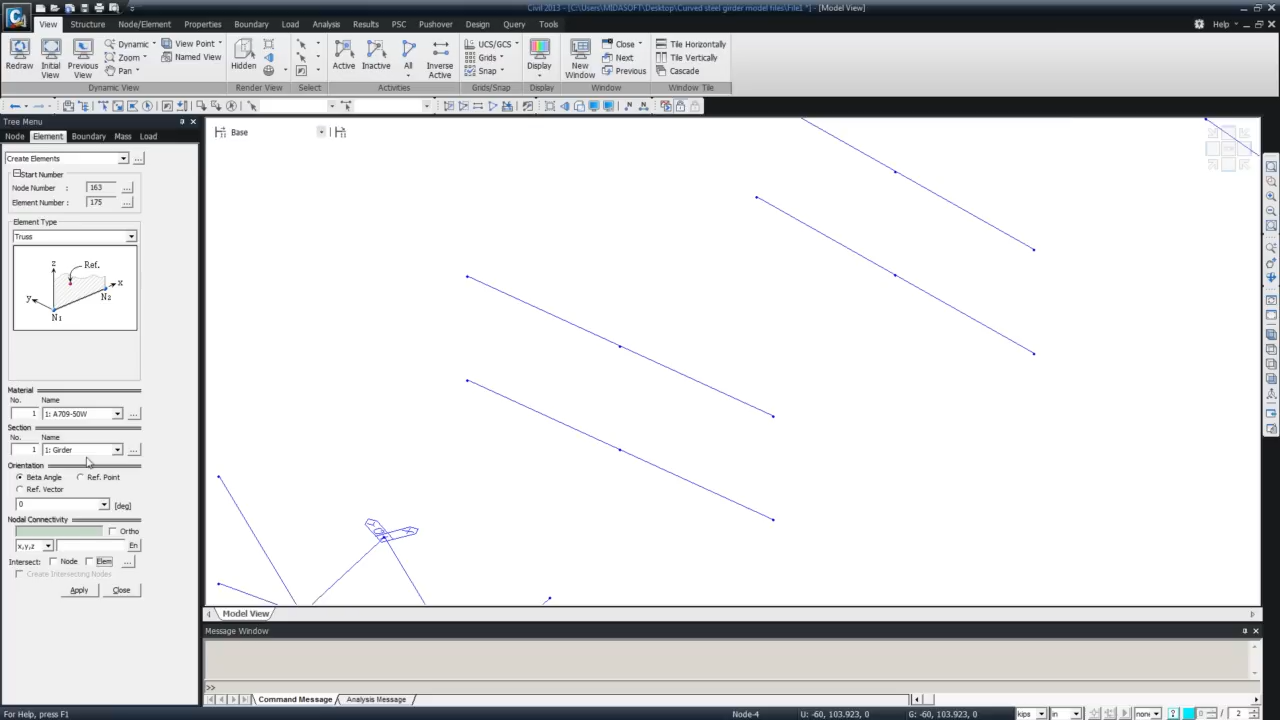 Civil 2013 - [C:\Users\MIDASOFT\Desktop\Curved steel girder model files\File1 *] - [Model View]
View Structure Node/Element Properties Boundary Load Analysis Results PSC Pushover Design Query Tools Help
Redraw Initial View Previous View Dynamic Zoom Pan View Point Named View Hidden Active Inactive All Inverse Active UCS/GCS Grids Snap Display New Window Close Next Previous Tile Horizontally Tile Vertically Cascade
Dynamic View Render View Select Activities Grids/Snap Display Window Window Tile
Tree Menu
Node Element Boundary Mass Load
Base
Create Elements
Start Number
Node Number : 163
Element Number : 175
Element Type
Truss
z Ref. x y N1 N2
Material
No. Name
1 1: A709-50W
Section
No. Name
1 1: Girder
Orientation
Beta Angle Ref. Point
Ref. Vector
0 [deg]
Nodal Connectivity
Ortho
x,y,z En
Intersect: Node Elem
Create Intersecting Nodes
Apply Close
Model View
Message Window
>>
Command Message Analysis Message
For Help, press F1 Node-4 U: -60, 103.923, 0 G: -60, 103.923, 0 kips in non 0 / 2